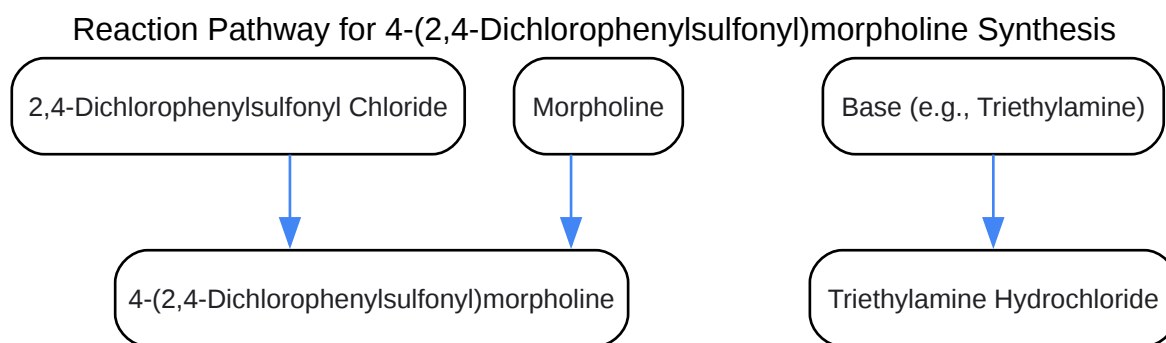 Reaction Pathway for 4-(2,4-Dichlorophenylsulfonyl)morpholine Synthesis
2,4-Dichlorophenylsulfonyl Chloride
Morpholine
Base (e.g., Triethylamine)
4-(2,4-Dichlorophenylsulfonyl)morpholine
Triethylamine Hydrochloride